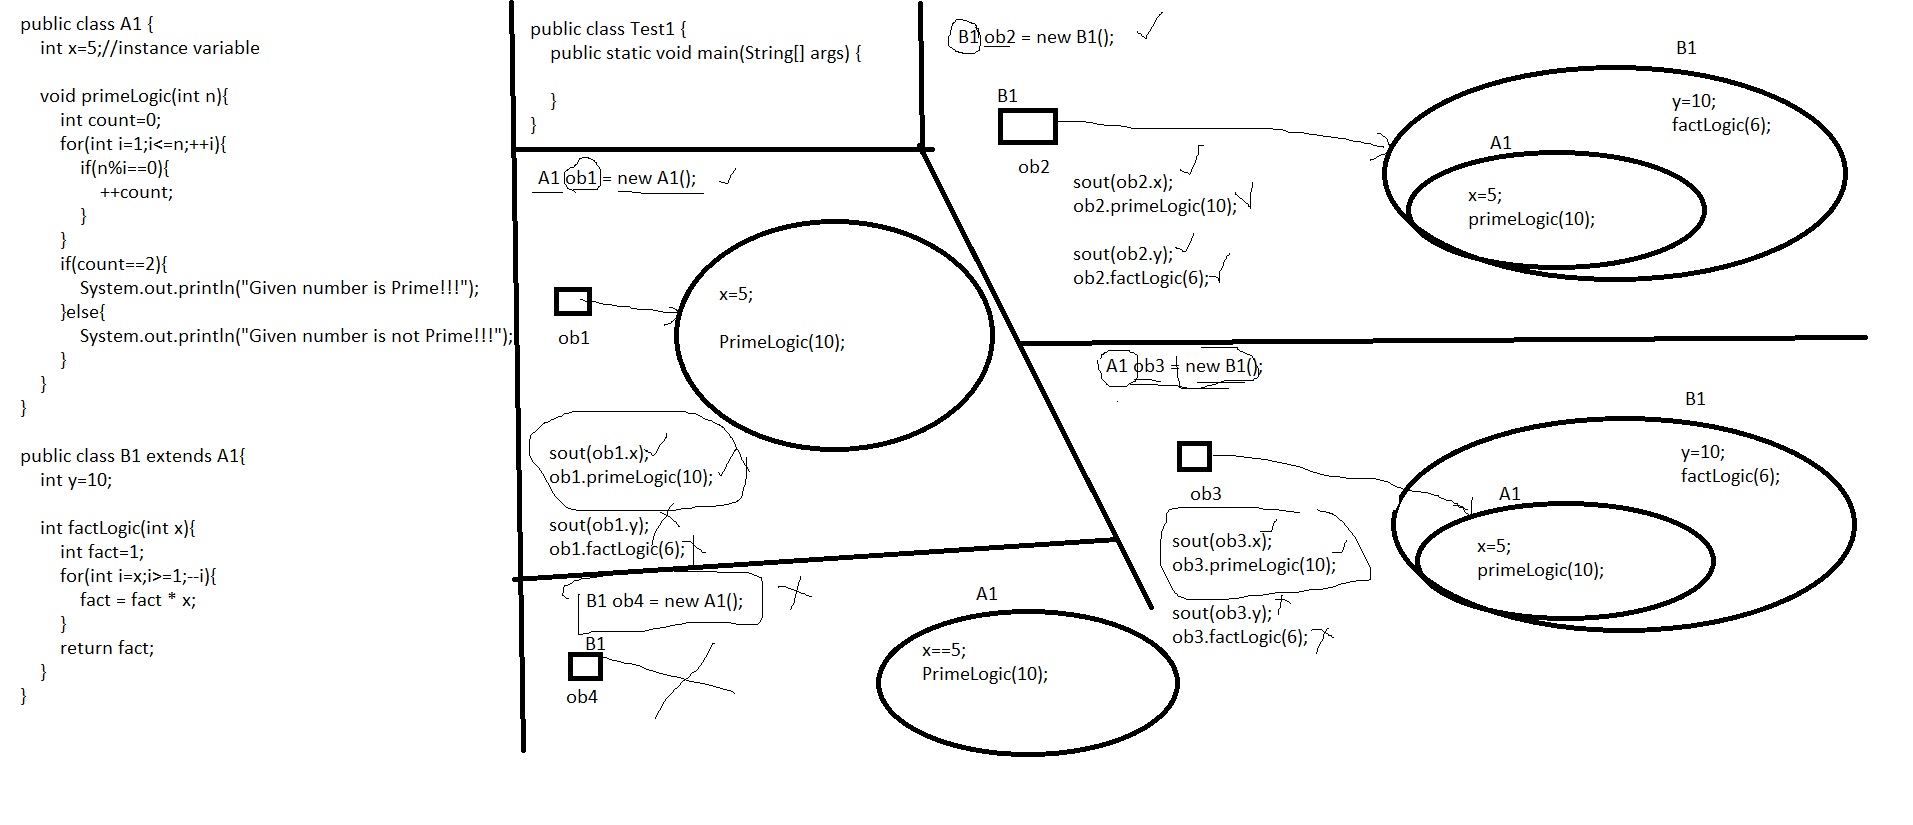 public class A1 {
int x=5;//instance variable
void primeLogic(int n){
int count=0;
for(int i=1;i<=n;++i){
if(n%i==0){
++count;
}
}
if(count==2){
System.out.println("Given number is Prime!!!");
}else{
System.out.println("Given number is not Prime!!!");
}
}
}
public class B1 extends A1{
int y=10;
int factLogic(int x){
int fact=1;
for(int i=x;i>=1;--i){
fact = fact * x;
}
return fact;
}
}
public class Test1 {
public static void main(String[] args) {
}
}
A1 ob1 = new A1();
ob1
x=5;
PrimeLogic(10);
sout(ob1.x);
ob1.primeLogic(10);
sout(ob1.y);
ob1.factLogic(6);
B1 ob4 = new A1();
B1
ob4
A1
x==5;
PrimeLogic(10);
B1 ob2 = new B1();
B1
ob2
sout(ob2.x);
ob2.primeLogic(10);
sout(ob2.y);
ob2.factLogic(6);
B1
y=10;
factLogic(6);
A1
x=5;
primeLogic(10);
A1 ob3 = new B1();
ob3
sout(ob3.x);
ob3.primeLogic(10);
sout(ob3.y);
ob3.factLogic(6);
B1
y=10;
factLogic(6);
A1
x=5;
primeLogic(10);